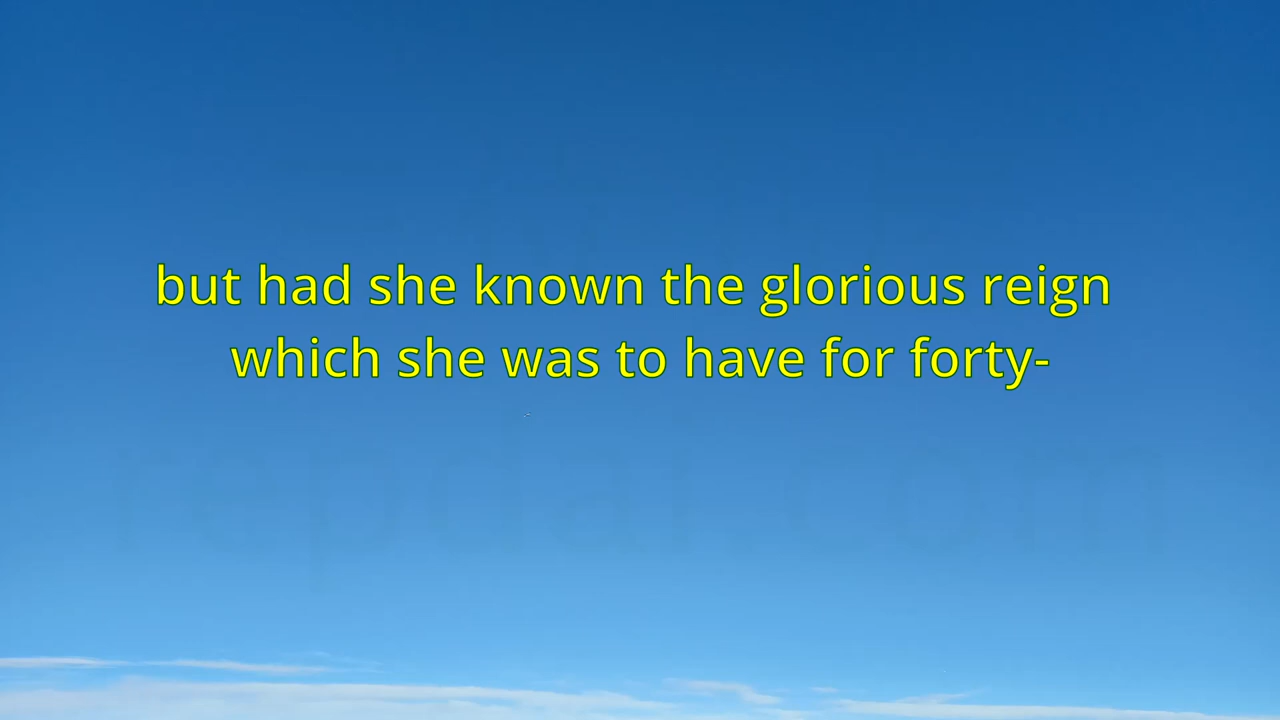 but had she known the glorious reign
which she was to have for forty-